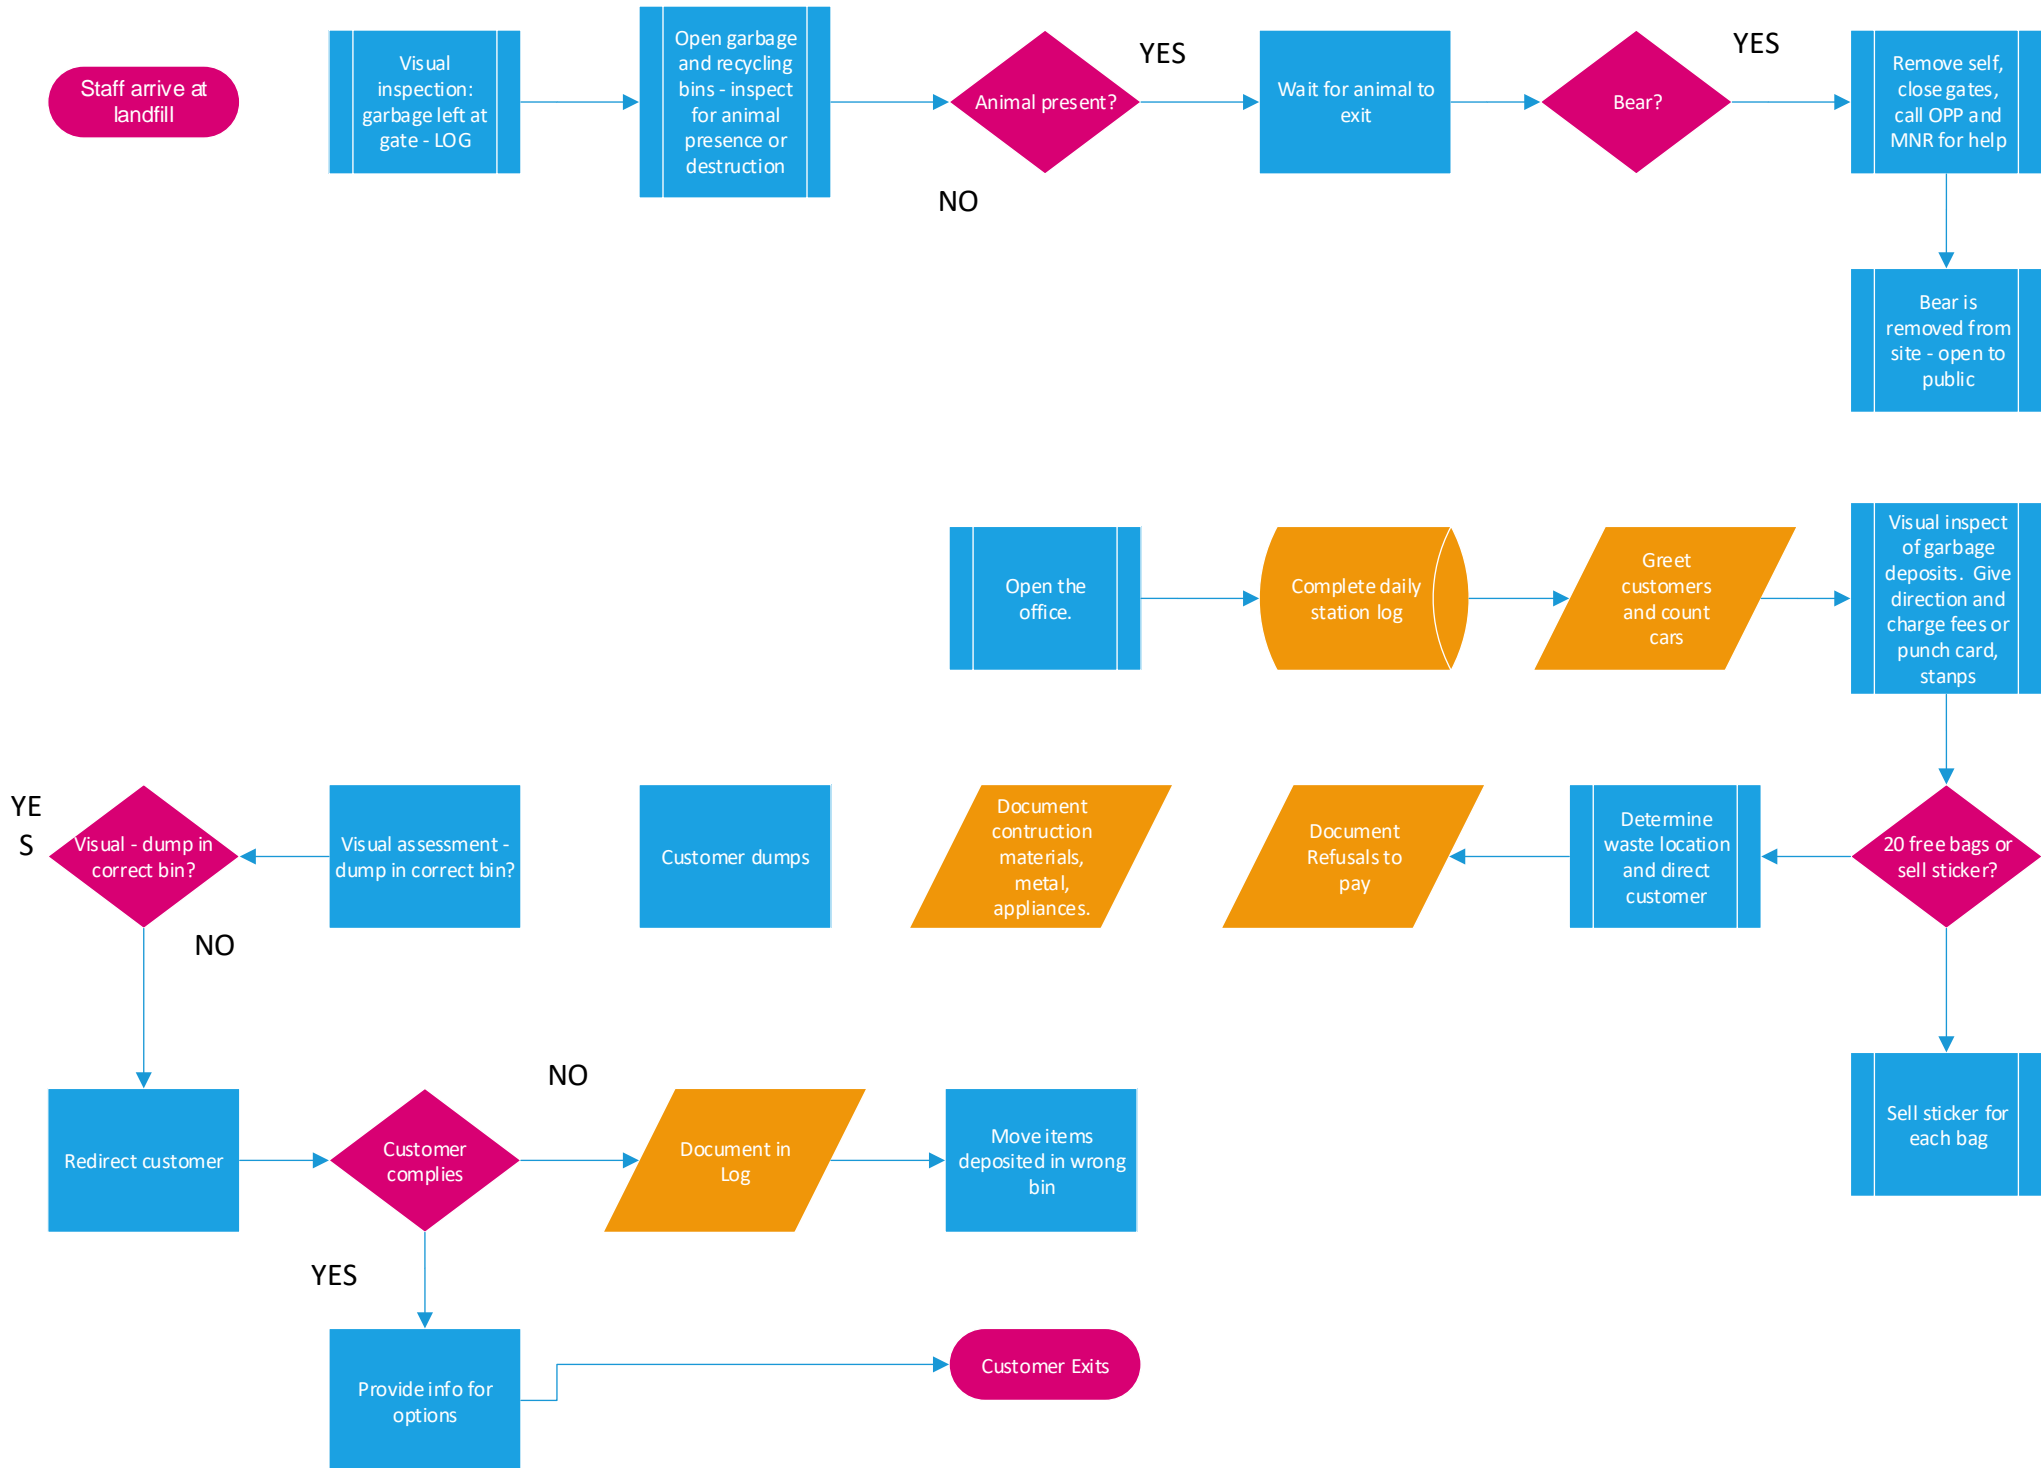 Staff arrive at
landfill
Visual
inspection:
garbage left at
gate - LOG
Open garbage
and recycling
bins - inspect
for animal
presence or
destruction
Animal present?
YES
NO
Wait for animal to
exit
Bear?
YES
Remove self,
close gates,
call OPP and
MNR for help
Bear is
removed from
site - open to
public
Open the
office.
Complete daily
station log
Greet
customers
and count
cars
Visual inspect
of garbage
deposits. Give
direction and
charge fees or
punch card,
stanps
YE
S
Visual - dump in
correct bin?
NO
Visual assessment -
dump in correct bin?
Customer dumps
Document
contruction
materials,
metal,
appliances.
Document
Refusals to
pay
Determine
waste location
and direct
customer
20 free bags or
sell sticker?
Redirect customer
Customer
complies
NO
YES
Document in
Log
Move items
deposited in wrong
bin
Sell sticker for
each bag
Provide info for
options
Customer Exits